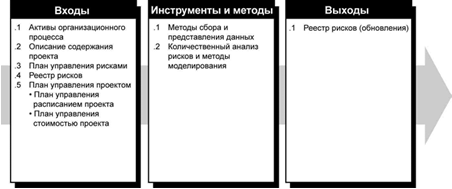 Входы
.1 Активы организационного
процесса
.2 Описание содержания
проекта
.3 План управления рисками
.4 Реестр рисков
.5 План управления проектом
• План управления
расписанием проекта
• План управления
стоимостью проекта
Инструменты и методы
.1 Методы сбора и
представления данных
.2 Количественный анализ
рисков и методы
моделирования
Выходы
.1 Реестр рисков (обновления)